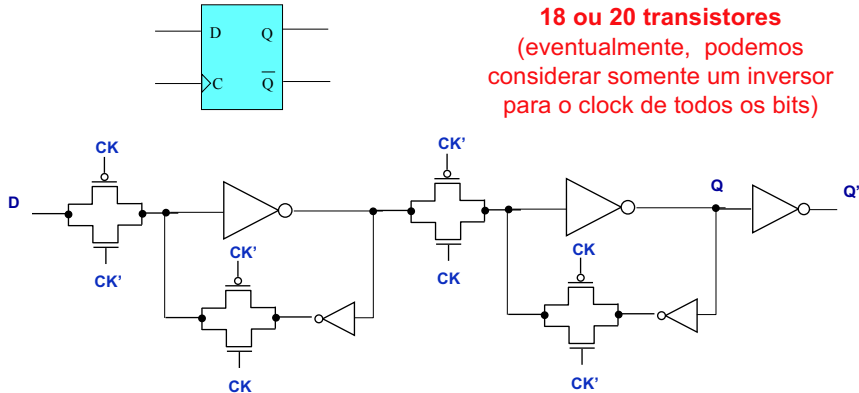 D Q
C Q̅
18 ou 20 transistores
(eventualmente, podemos
considerar somente um inversor
para o clock de todos os bits)
CK
CK'
D
Q
Q'
CK'
CK'
CK
CK
CK
CK'